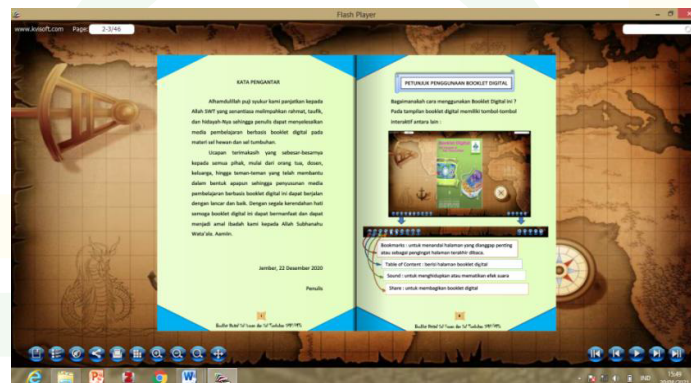 Flash Player
www.kvisoft.com Page: 2-3/46
KATA PENGANTAR
Alhamdulillah puji syukur kami panjatkan kepada
Allah SWT yang senantiasa melimpahkan rahmat, taufik,
dan hidayah-Nya sehingga penulis dapat menyelesaikan
media pembelajaran berbasis booklet digital pada
materi sel hewan dan sel tumbuhan.
Ucapan terimakasih yang sebesar-besarnya
kepada semua pihak, mulai dari orang tua, dosen,
keluarga, hingga teman-teman yang telah membantu
dalam bentuk apapun sehingga penyusunan media
pembelajaran berbasis booklet digital ini dapat berjalan
dengan lancar dan baik. Dengan segala kerendahan hati
semoga booklet digital ini dapat bermanfaat dan dapat
menjadi amal ibadah kami kepada Allah Subhanahu
Wata'ala. Aamiin.
Jember, 22 Desember 2020
Penulis
PETUNJUK PENGGUNAAN BOOKLET DIGITAL
Bagaimanakah cara menggunakan Booklet Digital ini ?
Pada tampilan booklet digital memiliki tombol-tombol
interaktif antara lain :
Booklet Digital
Bookmarks : untuk menandai halaman yang dianggap penting
atau sebagai pengingat halaman terakhir dibaca.
Table of Content : berisi halaman booklet digital
Sound : untuk menghidupkan atau mematikan efek suara
Share : untuk membagikan booklet digital
IND
15:49